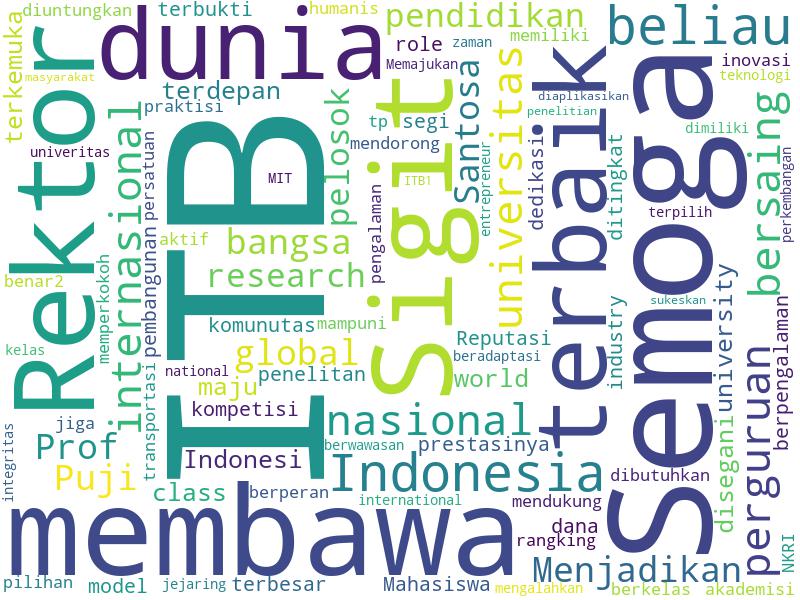 diuntungkan
terbukti
humanis
pendidikan
beliau
terkemuka
Rektor
dunia
role
zaman
memiliki
inovasi
masyarakat
terdepan
Memajukan
teknologi
praktisi
internasional
persatuan
ITB
pelosok
tp
segi
Sigit
Santosa
universitas
diaplikasikan
penelitian
terbaik
Semoga
dimiliki
bersaing
univeritas
mendorong
dedikasi
ditingkat
perkembangan
MIT
ITB1
entrepreneur
pengalaman
terpilih
aktif
bangsa
pembangunan
benar2
memperkokoh
research
sukeskan
university
komunutas
mampuni
industry
berpengalaman
kelas
global
Reputasi
beradaptasi
perguruan
national
penelitan
world
transportasi
maju
kompetisi
nasional
integritas
jiga
Prof
berwawasan
prestasinya
disegani
Indonesi
Puji
Indonesia
dibutuhkan
class
berperan
international
mendukung
membawa
dana
rangking
NKRI
Menjadikan
pilihan
model
jejaring
terbesar
Mahasiswa
mengalahkan
berkelas
akademisi